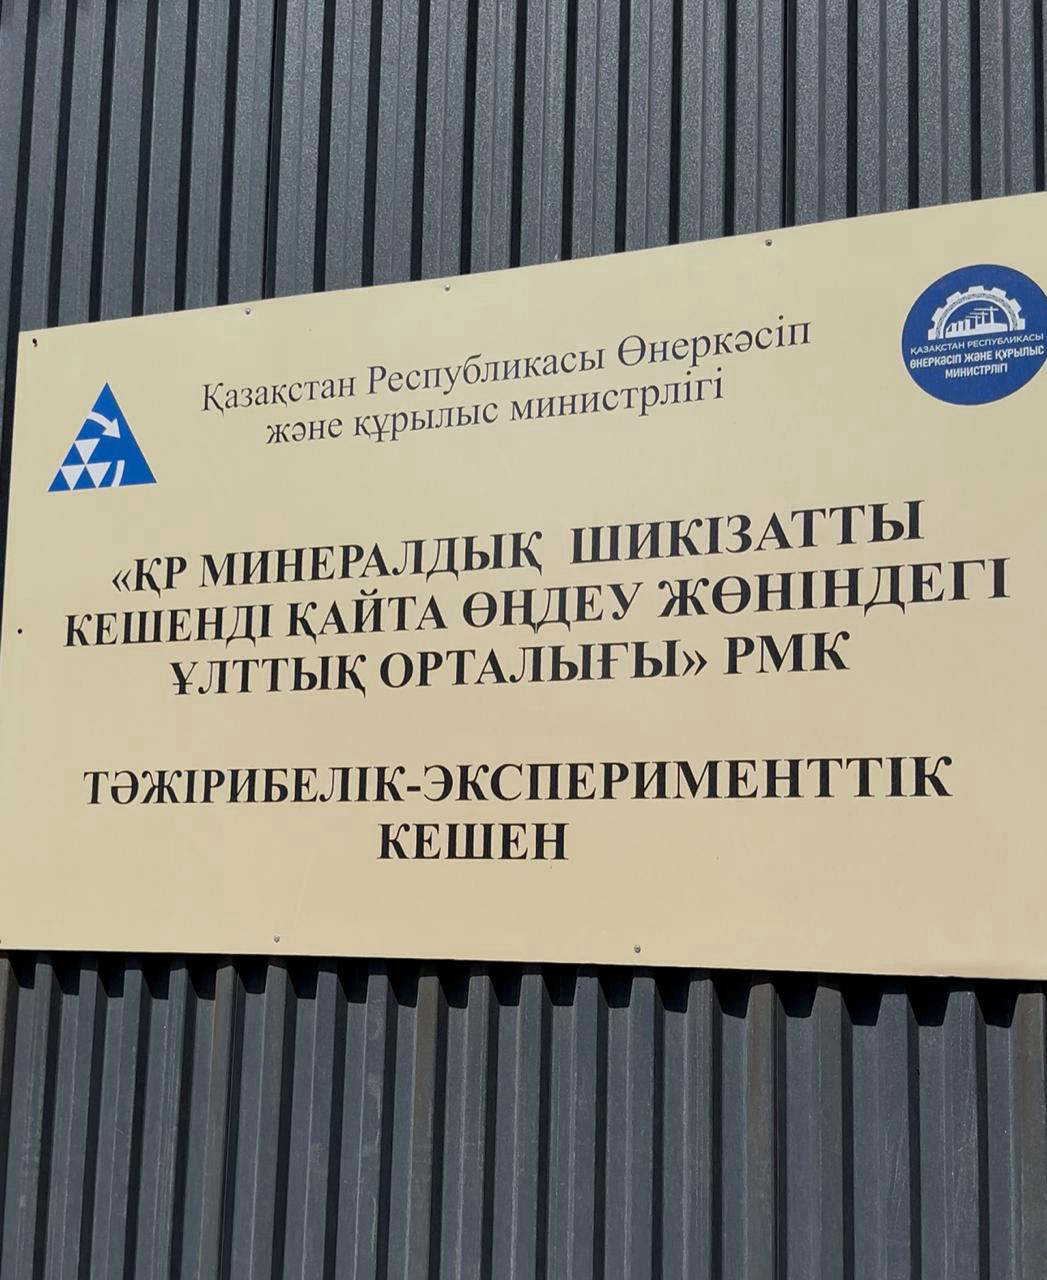 Қазақстан Республикасы Өнеркәсіп
және құрылыс министрлігі
ҚАЗАҚСТАН РЕСПУБЛИКАСЫ
ӨНЕРКӘСІП ЖӘНЕ ҚҰРЫЛЫС
МИНИСТРЛІГІ
«ҚР МИНЕРАЛДЫҚ ШИКІЗАТТЫ
КЕШЕНДІ ҚАЙТА ӨҢДЕУ ЖӨНІНДЕГІ
ҰЛТТЫҚ ОРТАЛЫҒЫ» РМК
ТӘЖІРИБЕЛІК-ЭКСПЕРИМЕНТТІК
КЕШЕН